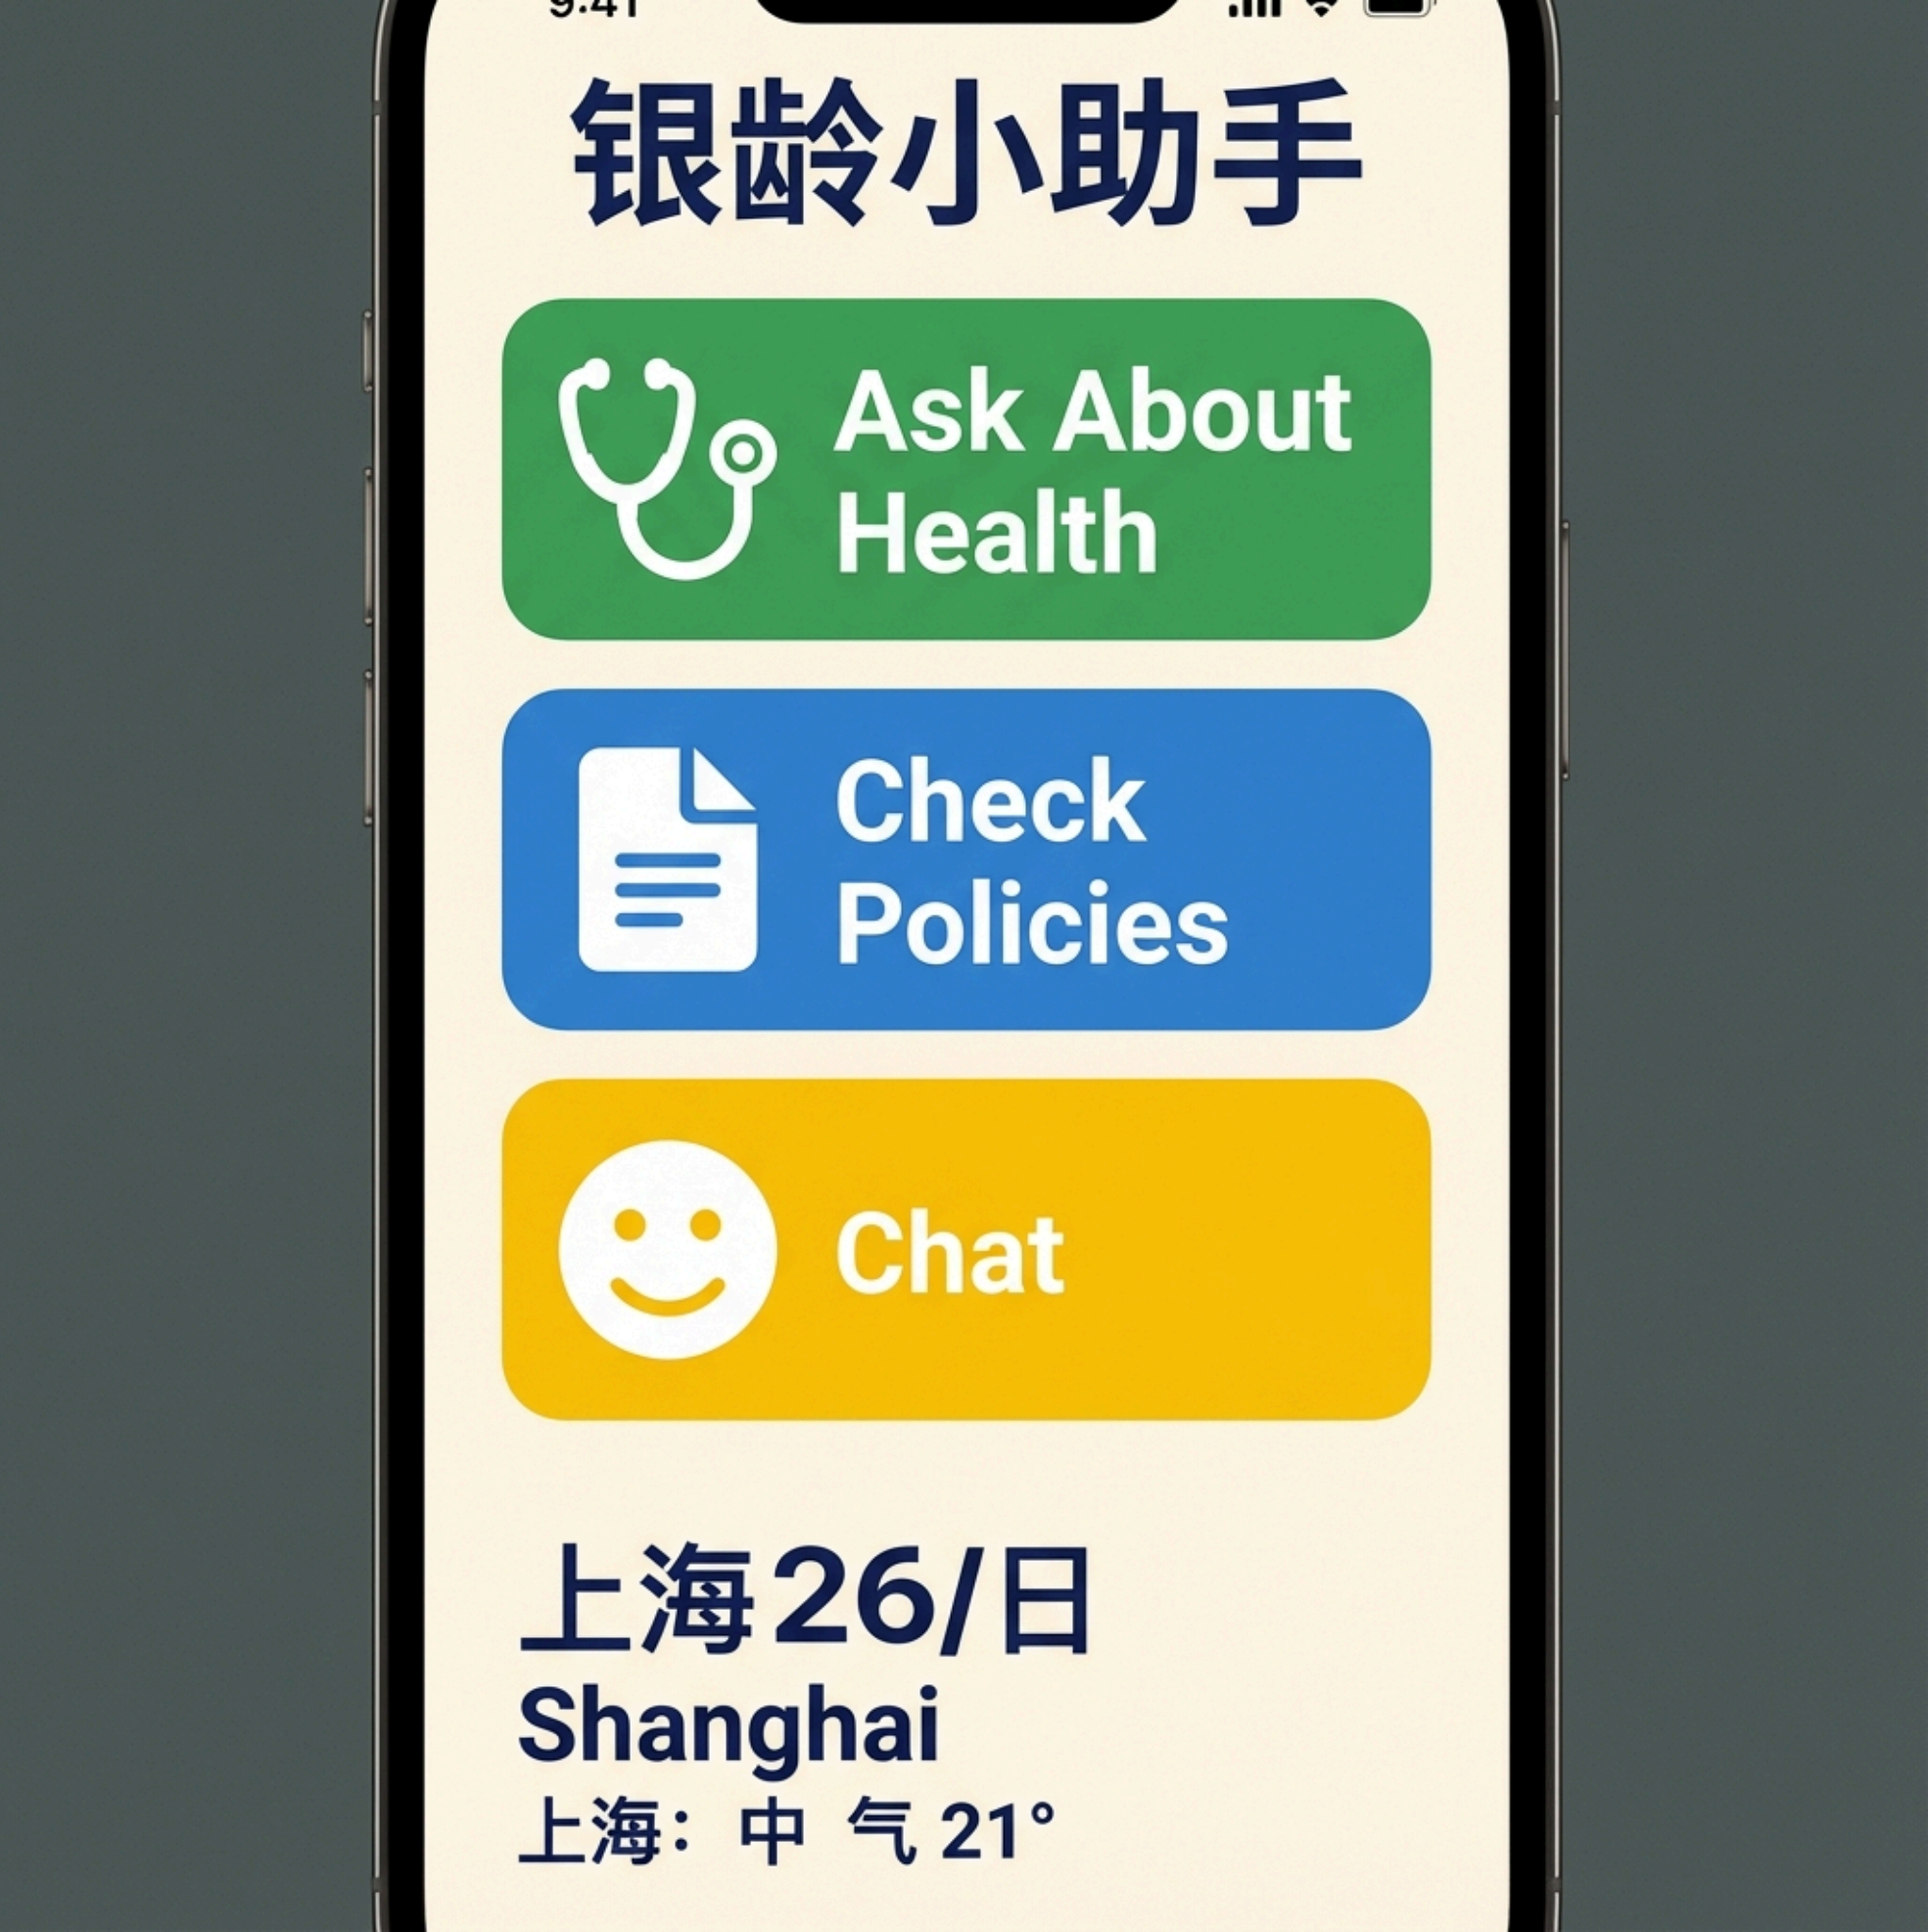 9:41
银龄小助手
Ask About
Health
Check
Policies
Chat
上海26/日
Shanghai
上海：中 气 21°